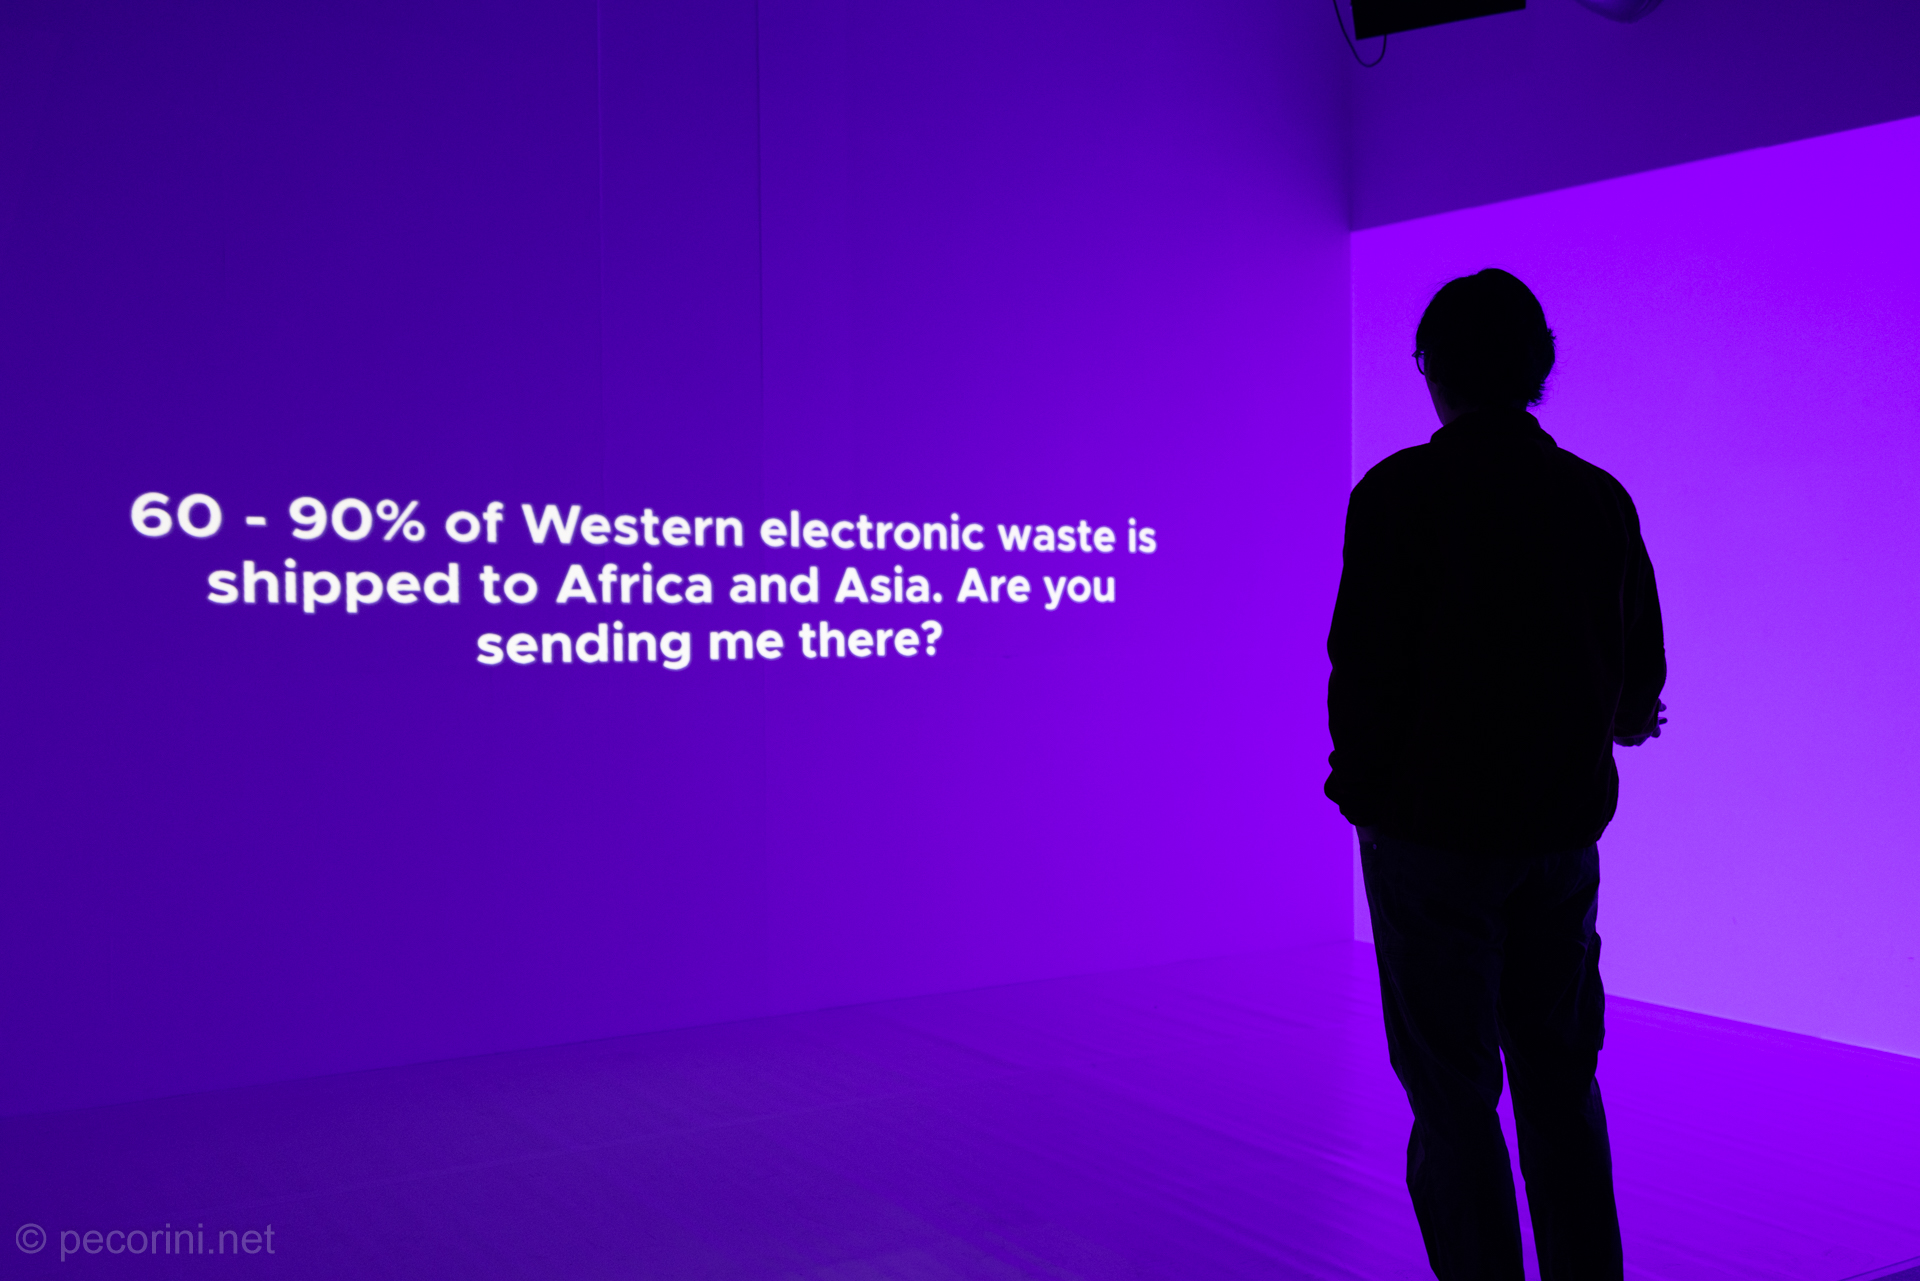 60 - 90% of Western electronic waste is
shipped to Africa and Asia. Are you
sending me there?
© pecorini.net